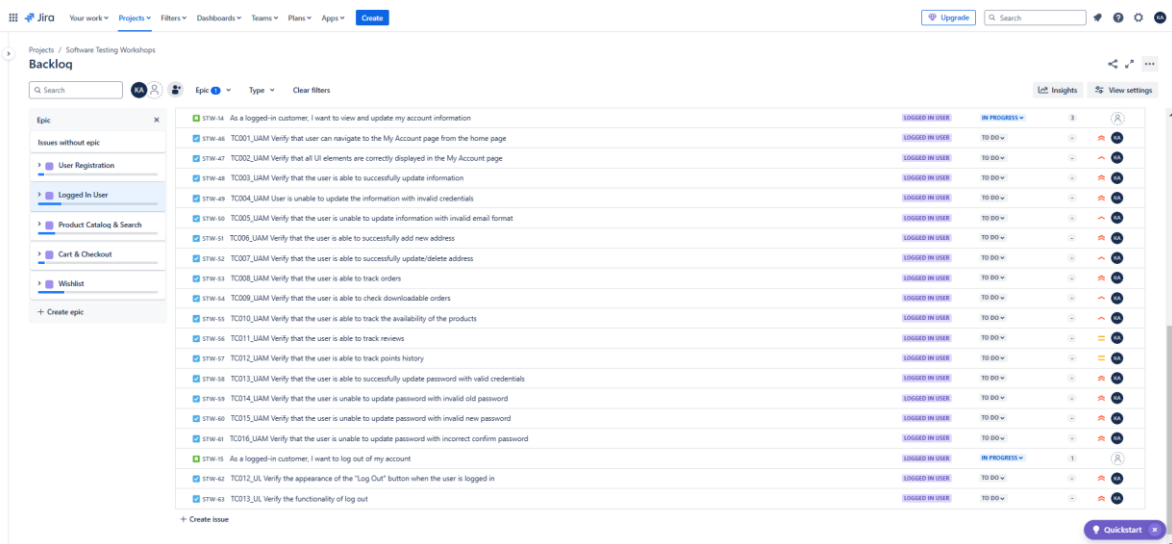 Jira Your work Projects Filters Dashboards Teams Plans Apps Create Upgrade Search KA
Projects / Software Testing Workshops
Backlog
Search KA Epic 1 Type Clear filters Insights View settings
Epic
Issues without epic
User Registration
Logged In User
Product Catalog & Search
Cart & Checkout
Wishlist
+ Create epic
STW-14 As a logged-in customer, I want to view and update my account information LOGGED IN USER IN PROGRESS 3
STW-46 TC001_UAM Verify that user can navigate to the My Account page from the home page LOGGED IN USER TO DO - KA
STW-47 TC002_UAM Verify that all UI elements are correctly displayed in the My Account page LOGGED IN USER TO DO - KA
STW-48 TC003_UAM Verify that the user is able to successfully update information LOGGED IN USER TO DO - KA
STW-49 TC004_UAM User is unable to update the information with invalid credentials LOGGED IN USER TO DO - KA
STW-50 TC005_UAM Verify that the user is unable to update information with invalid email format LOGGED IN USER TO DO - KA
STW-51 TC006_UAM Verify that the user is able to successfully add new address LOGGED IN USER TO DO - KA
STW-52 TC007_UAM Verify that the user is able to successfully update/delete address LOGGED IN USER TO DO - KA
STW-53 TC008_UAM Verify that the user is able to track orders LOGGED IN USER TO DO - KA
STW-54 TC009_UAM Verify that the user is able to check downloadable orders LOGGED IN USER TO DO - KA
STW-55 TC010_UAM Verify that the user is able to track the availability of the products LOGGED IN USER TO DO - KA
STW-56 TC011_UAM Verify that the user is able to track reviews LOGGED IN USER TO DO - KA
STW-57 TC012_UAM Verify that the user is able to track points history LOGGED IN USER TO DO - KA
STW-58 TC013_UAM Verify that the user is able to successfully update password with valid credentials LOGGED IN USER TO DO - KA
STW-59 TC014_UAM Verify that the user is unable to update password with invalid old password LOGGED IN USER TO DO - KA
STW-60 TC015_UAM Verify that the user is unable to update password with invalid new password LOGGED IN USER TO DO - KA
STW-61 TC016_UAM Verify that the user is unable to update password with incorrect confirm password LOGGED IN USER TO DO - KA
STW-15 As a logged-in customer, I want to log out of my account LOGGED IN USER IN PROGRESS 1
STW-62 TC012_UL Verify the appearance of the "Log Out" button when the user is logged in LOGGED IN USER TO DO - KA
STW-63 TC013_UL Verify the functionality of log out LOGGED IN USER TO DO - KA
+ Create issue
Quickstart